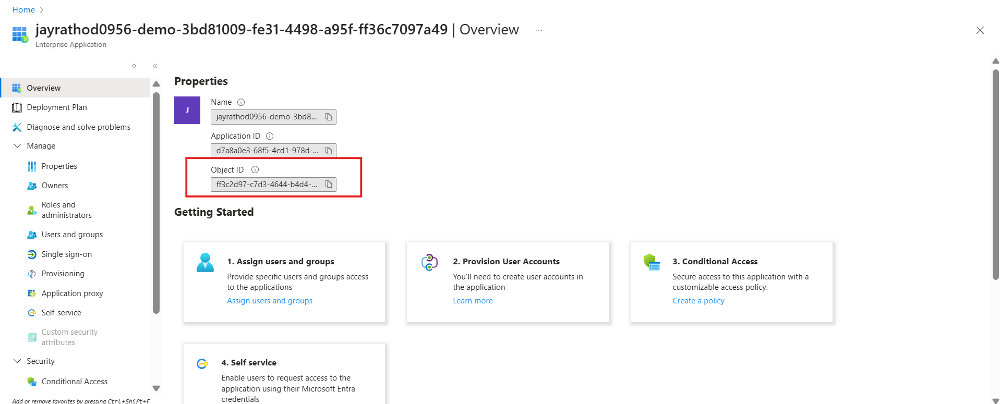 Home
jayrathod0956-demo-3bd81009-fe31-4498-a95f-ff36c7097a49 | Overview ...
Enterprise Application
Overview
Deployment Plan
Diagnose and solve problems
Manage
Properties
Owners
Roles and
administrators
Users and groups
Single sign-on
Provisioning
Application proxy
Self-service
Custom security
attributes
Security
Conditional Access
Add or remove favorites by pressing Ctrl+Shift+F
Properties
J
Name
jayrathod0956-demo-3bd8...
Application ID
d7a8a0e3-68f5-4cd1-978d-...
Object ID
ff3c2d97-c7d3-4644-b4d4-...
Getting Started
1. Assign users and groups
Provide specific users and groups access
to the applications
Assign users and groups
2. Provision User Accounts
You'll need to create user accounts in
the application
Learn more
3. Conditional Access
Secure access to this application with a
customizable access policy.
Create a policy
4. Self service
Enable users to request access to the
application using their Microsoft Entra
credentials